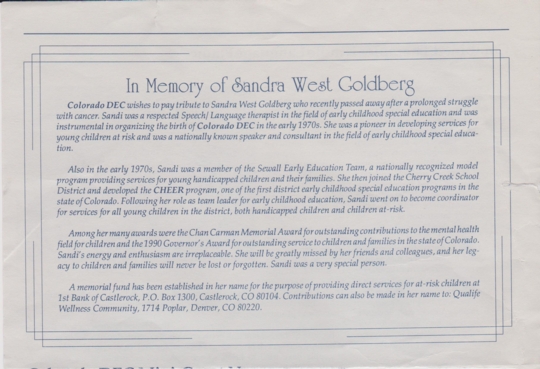 In Memory of Sandra West Goldberg
Colorado DEC wishes to pay tribute to Sandra West Goldberg who recently passed away after a prolonged struggle
with cancer. Sandi was a respected Speech/Language therapist in the field of early childhood special education and was
instrumental in organizing the birth of Colorado DEC in the early 1970s. She was a pioneer in developing services for
young children at risk and was a nationally known speaker and consultant in the field of early childhood special educa-
tion.
Also in the early 1970s, Sandi was a member of the Sewall Early Education Team, a nationally recognized model
program providing services for young handicapped children and their families. She then joined the Cherry Creek School
District and developed the CHEER program, one of the first district early childhood special education programs in the
state of Colorado. Following her role as team leader for early childhood education, Sandi went on to become coordinator
for services for all young children in the district, both handicapped children and children at-risk.
Among her many awards were the Chan Carman Memorial Award for outstanding contributions to the mental health
field for children and the 1990 Governor's Award for outstanding service to children and families in the state of Colorado.
Sandi's energy and enthusiasm are irreplaceable. She will be greatly missed by her friends and colleagues, and her leg-
acy to children and families will never be lost or forgotten. Sandi was a very special person.
A memorial fund has been established in her name for the purpose of providing direct services for at-risk children at
1st Bank of Castlerock, P.O. Box 1300, Castlerock, CO 80104. Contributions can also be made in her name to: Qualife
Wellness Community, 1714 Poplar, Denver, CO 80220.